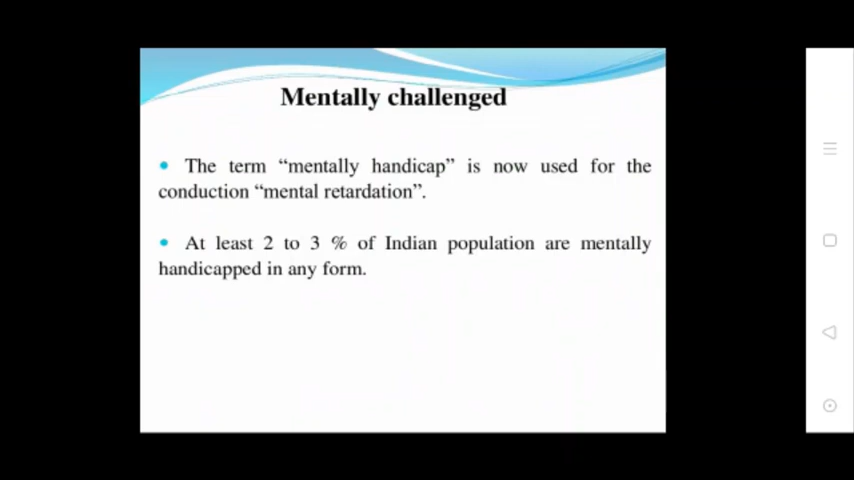 Mentally challenged
• The term “mentally handicap” is now used for the
conduction “mental retardation”.
• At least 2 to 3 % of Indian population are mentally
handicapped in any form.